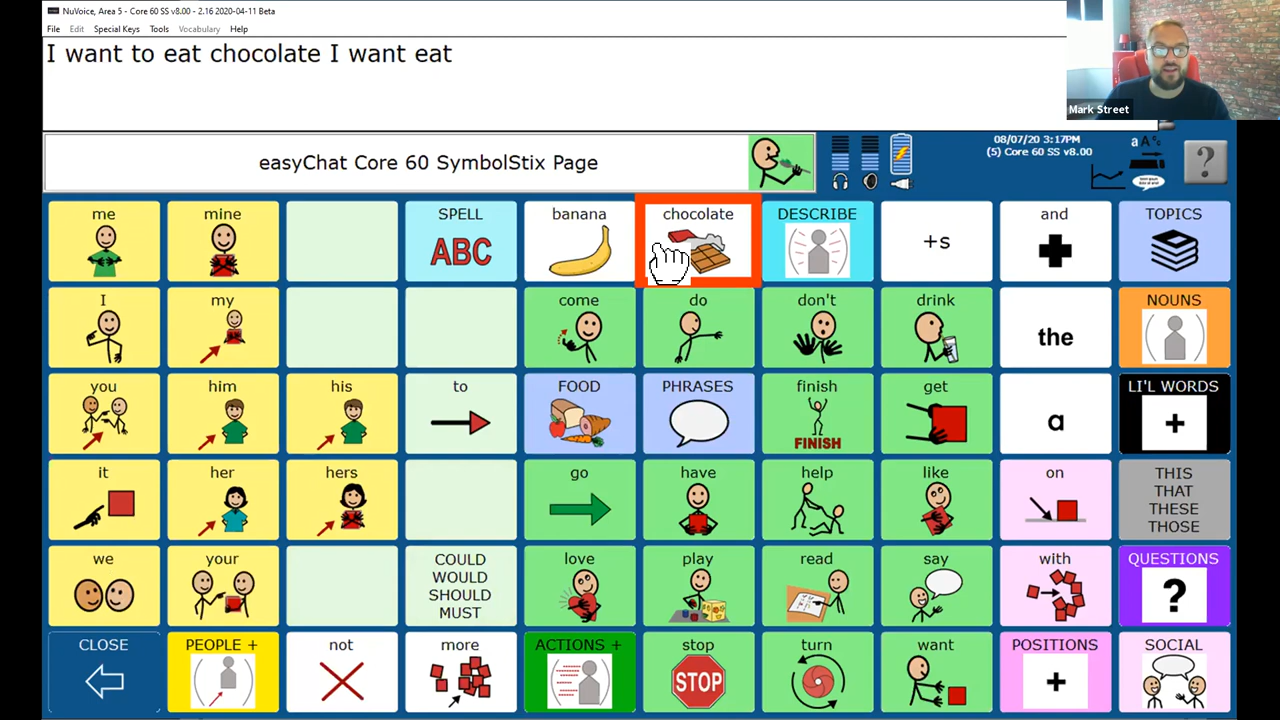 NuVoice, Area 5 - Core 60 SS v8.00 - 2.16 2020-04-11 Beta
File Edit Special Keys Tools Vocabulary Help
I want to eat chocolate I want eat
Mark Street
easyChat Core 60 SymbolStix Page
08/07/20 3:17PM
(5) Core 60 SS v8.00
?
me
mine
SPELL
ABC
banana
chocolate
DESCRIBE
+s
and
TOPICS
I
my
come
do
don't
drink
the
NOUNS
you
him
his
to
FOOD
PHRASES
finish
FINISH
get
a
LI'L WORDS
+
it
her
hers
go
have
help
like
on
THIS
THAT
THESE
THOSE
we
your
COULD
WOULD
SHOULD
MUST
love
play
read
say
with
QUESTIONS
?
CLOSE
PEOPLE +
not
more
ACTIONS +
stop
STOP
turn
want
POSITIONS
+
SOCIAL